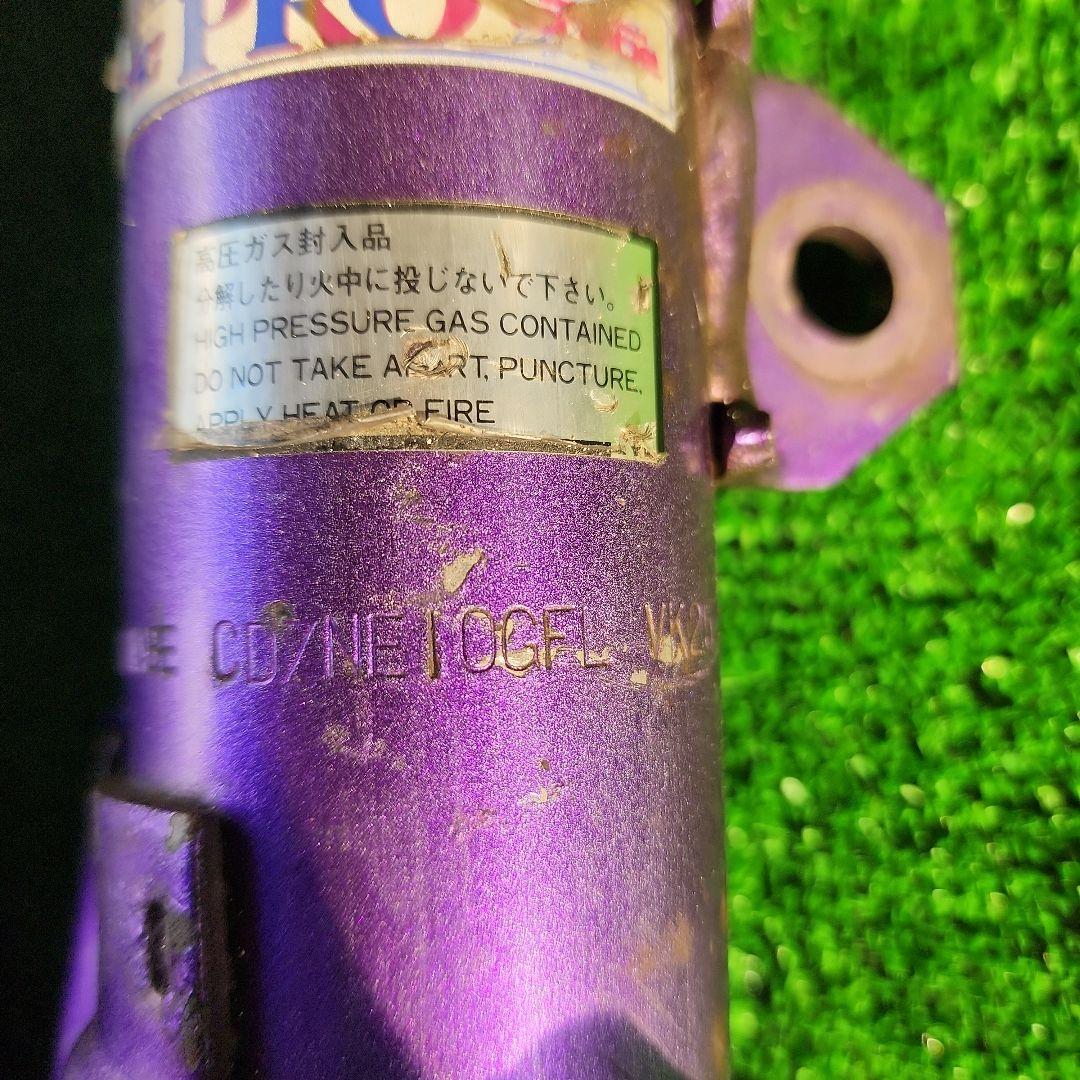 PRO
高圧ガス封入品
分解したり火中に投じないで下さい。
HIGH PRESSURE GAS CONTAINED
DO NOT TAKE APART, PUNCTURE,
APPLY HEAT OR FIRE
CD/NE10GFL